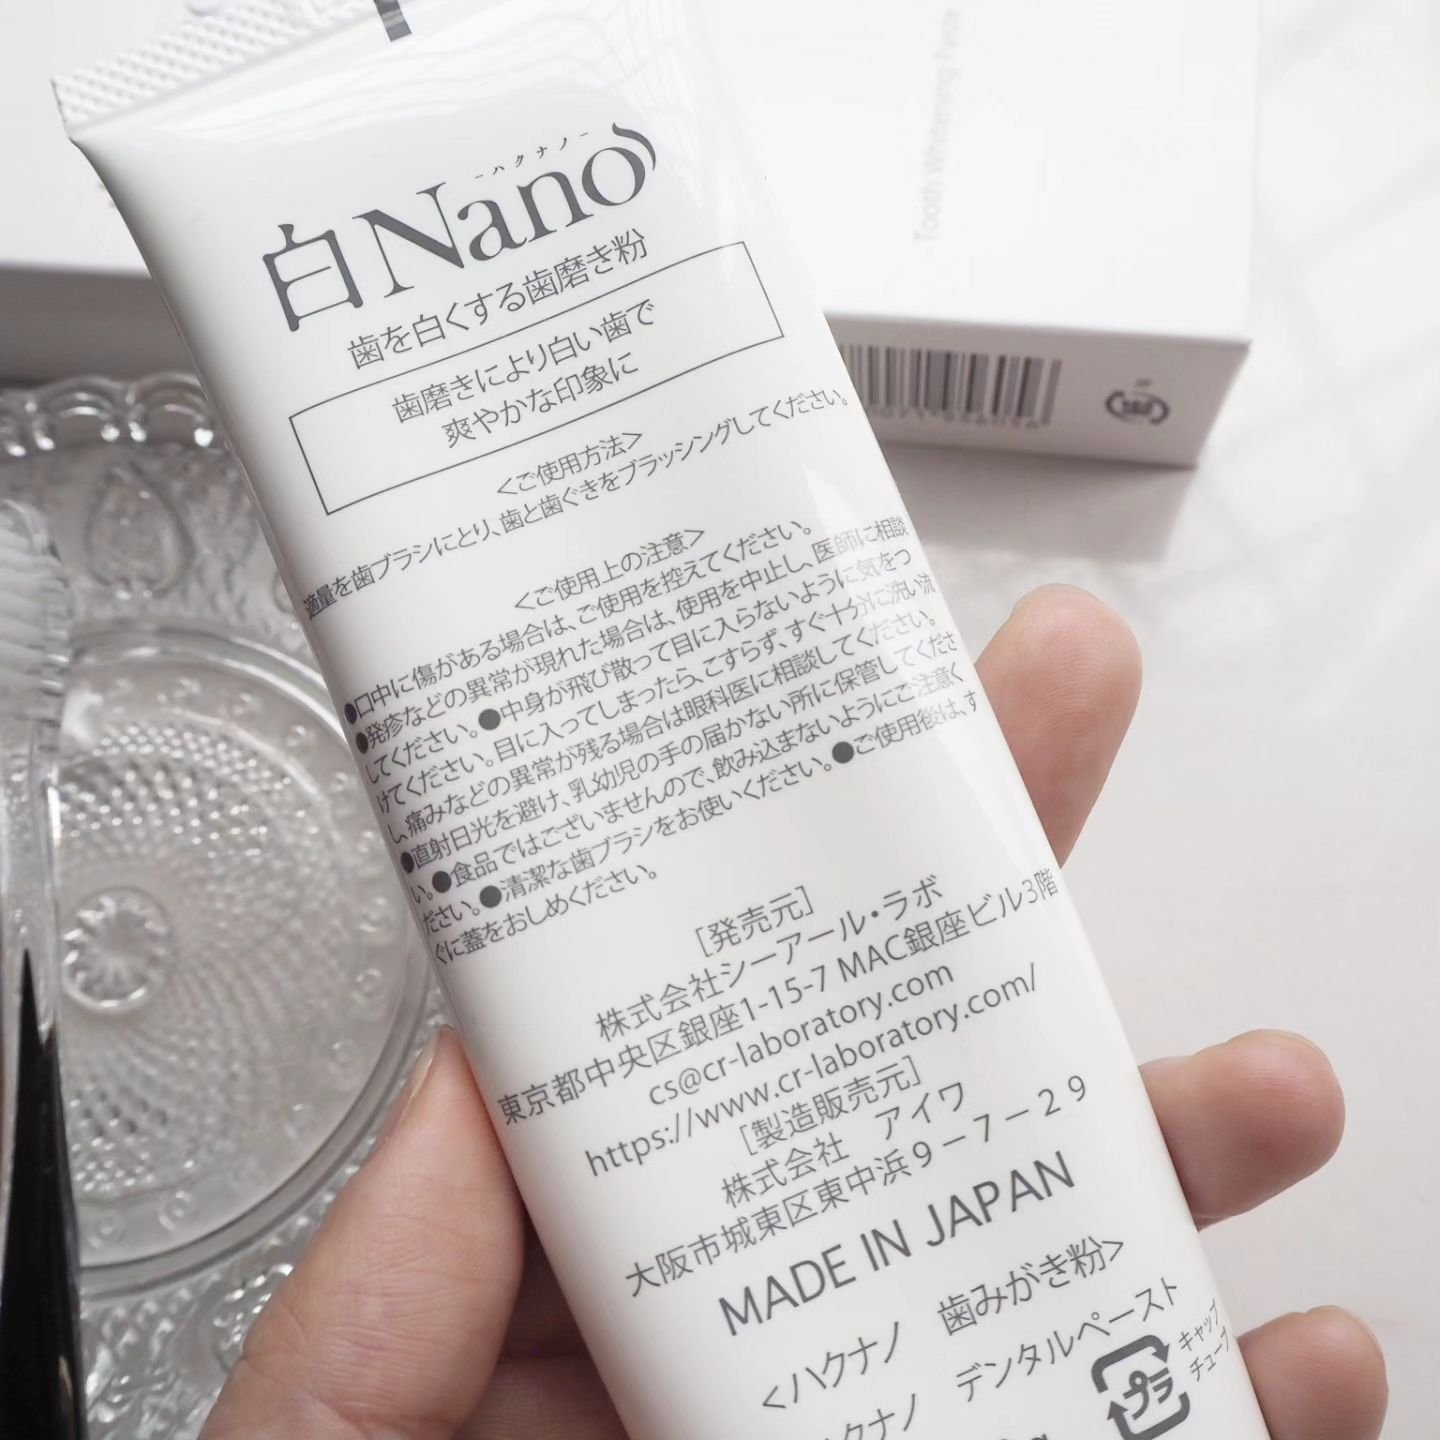 Tooth Whitening Paste
－ハクナノ－
白Nano
歯を白くする歯磨き粉
歯磨きにより白い歯で
爽やかな印象に
＜ご使用方法＞
適量を歯ブラシにとり、歯と歯ぐきをブラッシングしてください。
＜ご使用上の注意＞
●口中に傷がある場合は、ご使用を控えてください。
●発疹などの異常が現れた場合は、使用を中止し、医師に相談
してください。●中身が飛び散って目に入らないように気をつ
けてください。目に入ってしまったら、こすらず、すぐ十分に洗い流
し、痛みなどの異常が残る場合は眼科医に相談してください。
●直射日光を避け、乳幼児の手の届かない所に保管してくださ
い。●食品ではございませんので、飲み込まないようにご注意く
ださい。●清潔な歯ブラシをお使いください。●ご使用後は、す
ぐに蓋をおしめください。
［発売元］
株式会社シーアール・ラボ
東京都中央区銀座1-15-7 MAC銀座ビル3階
cs@cr-laboratory.com
https://www.cr-laboratory.com/
［製造販売元］
株式会社　アイワ
大阪市城東区東中浜９－７－２９
MADE IN JAPAN
＜ハクナノ　歯みがき粉＞
クナノ　デンタルペースト
プラ
キャップ
チューブ